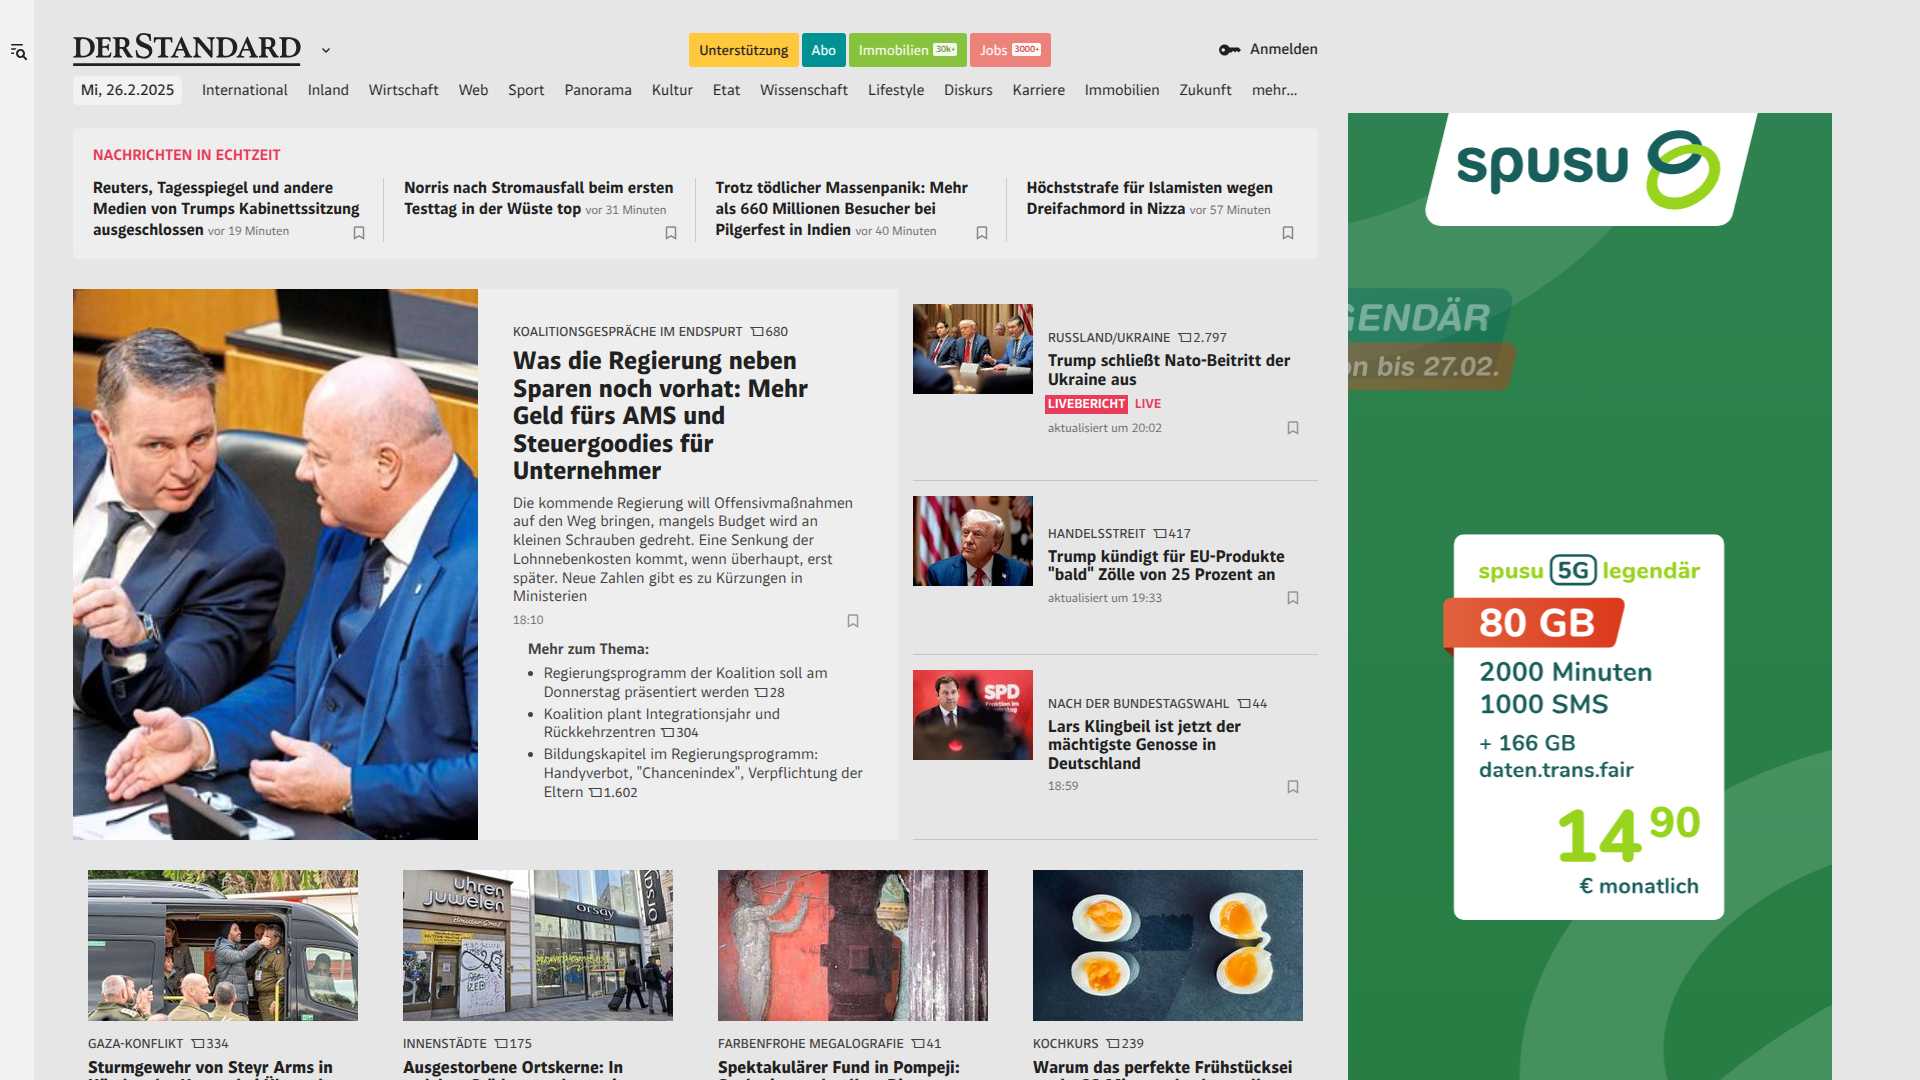 DERSTANDARD
Unterstützung
Abo
Immobilien 30k+
Jobs 3000+
Anmelden
Mi, 26.2.2025
International
Inland
Wirtschaft
Web
Sport
Panorama
Kultur
Etat
Wissenschaft
Lifestyle
Diskurs
Karriere
Immobilien
Zukunft
mehr...
NACHRICHTEN IN ECHTZEIT
Reuters, Tagesspiegel und andere
Medien von Trumps Kabinettssitzung
ausgeschlossen vor 19 Minuten
Norris nach Stromausfall beim ersten
Testtag in der Wüste top vor 31 Minuten
Trotz tödlicher Massenpanik: Mehr
als 660 Millionen Besucher bei
Pilgerfest in Indien vor 40 Minuten
Höchststrafe für Islamisten wegen
Dreifachmord in Nizza vor 57 Minuten
KOALITIONSGESPRÄCHE IM ENDSPURT 680
Was die Regierung neben
Sparen noch vorhat: Mehr
Geld fürs AMS und
Steuergoodies für
Unternehmer
Die kommende Regierung will Offensivmaßnahmen
auf den Weg bringen, mangels Budget wird an
kleinen Schrauben gedreht. Eine Senkung der
Lohnnebenkosten kommt, wenn überhaupt, erst
später. Neue Zahlen gibt es zu Kürzungen in
Ministerien
18:10
Mehr zum Thema:
• Regierungsprogramm der Koalition soll am
Donnerstag präsentiert werden 28
• Koalition plant Integrationsjahr und
Rückkehrzentren 304
• Bildungskapitel im Regierungsprogramm:
Handyverbot, "Chancenindex", Verpflichtung der
Eltern 1.602
RUSSLAND/UKRAINE 2.797
Trump schließt Nato-Beitritt der
Ukraine aus
LIVEBERICHT LIVE
aktualisiert um 20:02
HANDELSSTREIT 417
Trump kündigt für EU-Produkte
"bald" Zölle von 25 Prozent an
aktualisiert um 19:33
SPD
Fraktion im
NACH DER BUNDESTAGSWAHL 44
Lars Klingbeil ist jetzt der
mächtigste Genosse in
Deutschland
18:59
GAZA-KONFLIKT 334
Sturmgewehr von Steyr Arms in
uhren
juwelen
orsay
orsay
INNENSTÄDTE 175
Ausgestorbene Ortskerne: In
FARBENFROHE MEGALOGRAFIE 41
Spektakulärer Fund in Pompeji:
KOCHKURS 239
Warum das perfekte Frühstücksei
spusu
GENDÄR
on bis 27.02.
spusu 5G legendär
80 GB
2000 Minuten
1000 SMS
+ 166 GB
daten.trans.fair
14 90
€ monatlich